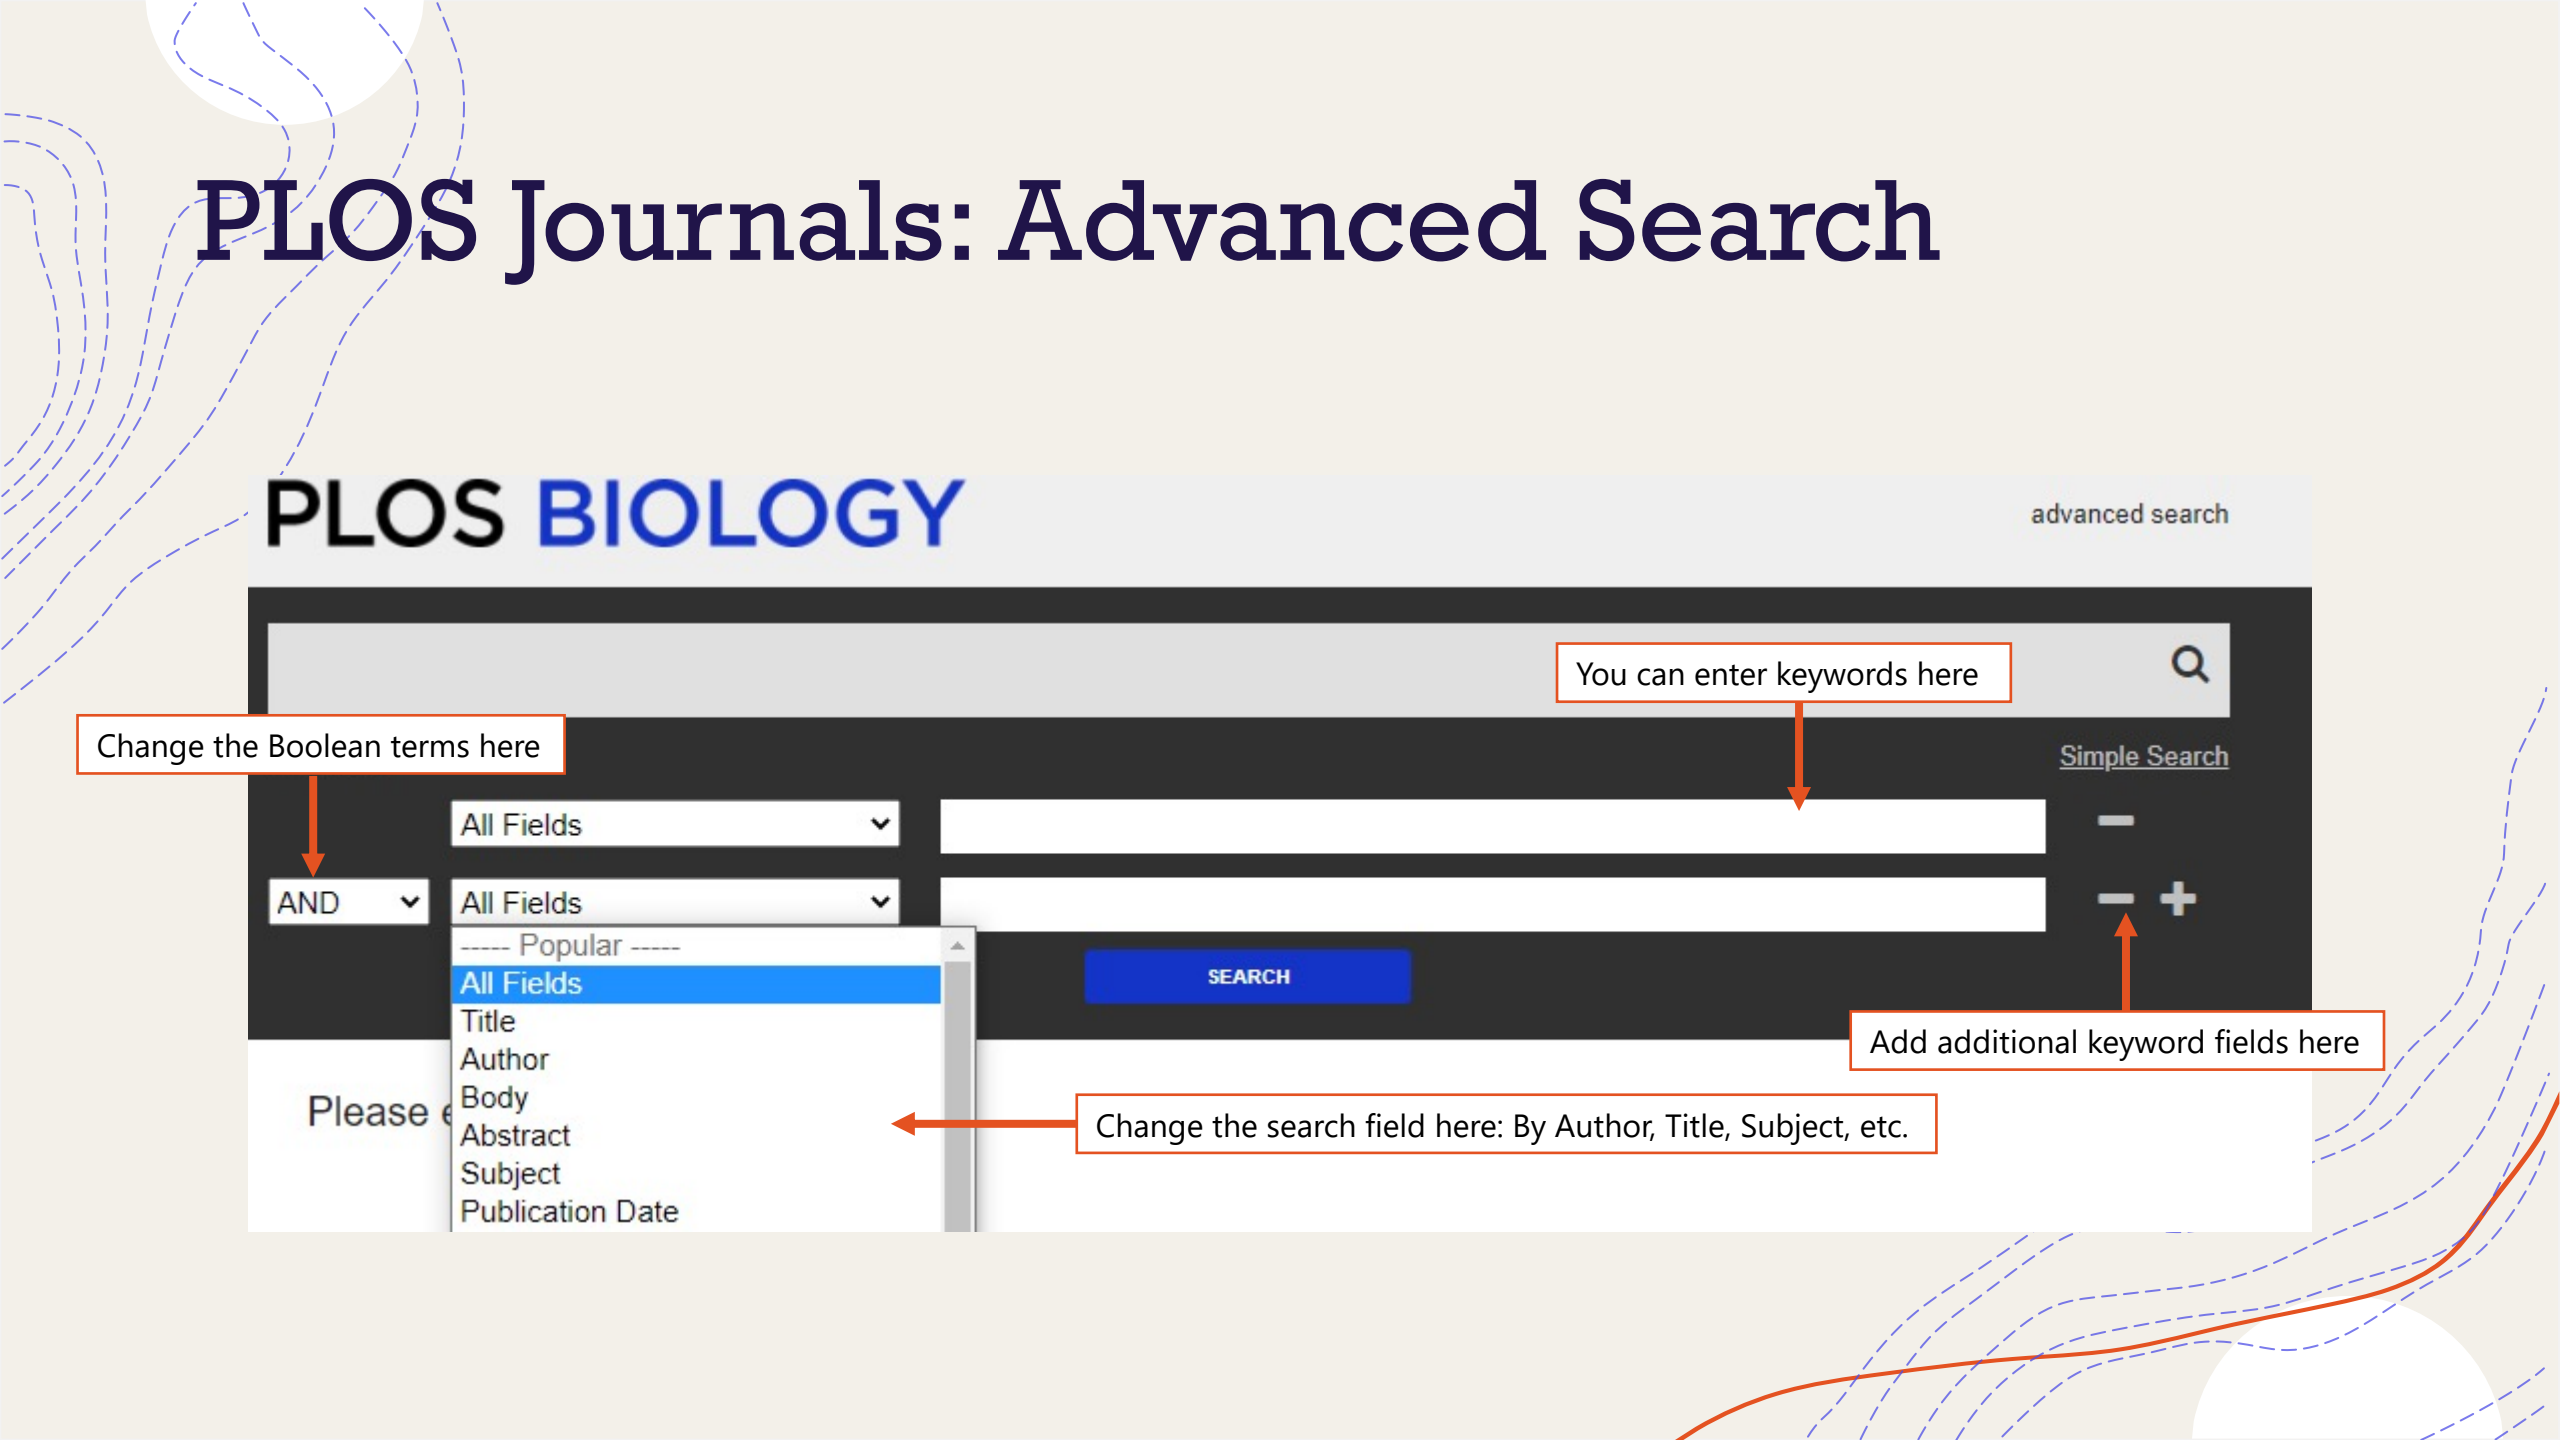 PLOS Journals: Advanced Search
PLOS BIOLOGY
advanced search
You can enter keywords here
Change the Boolean terms here
Simple Search
All Fields
AND
All Fields
----- Popular -----
All Fields
SEARCH
Title
Author
Add additional keyword fields here
Body
Please
Abstract
Change the search field here: By Author, Title, Subject, etc.
Subject
Publication Date